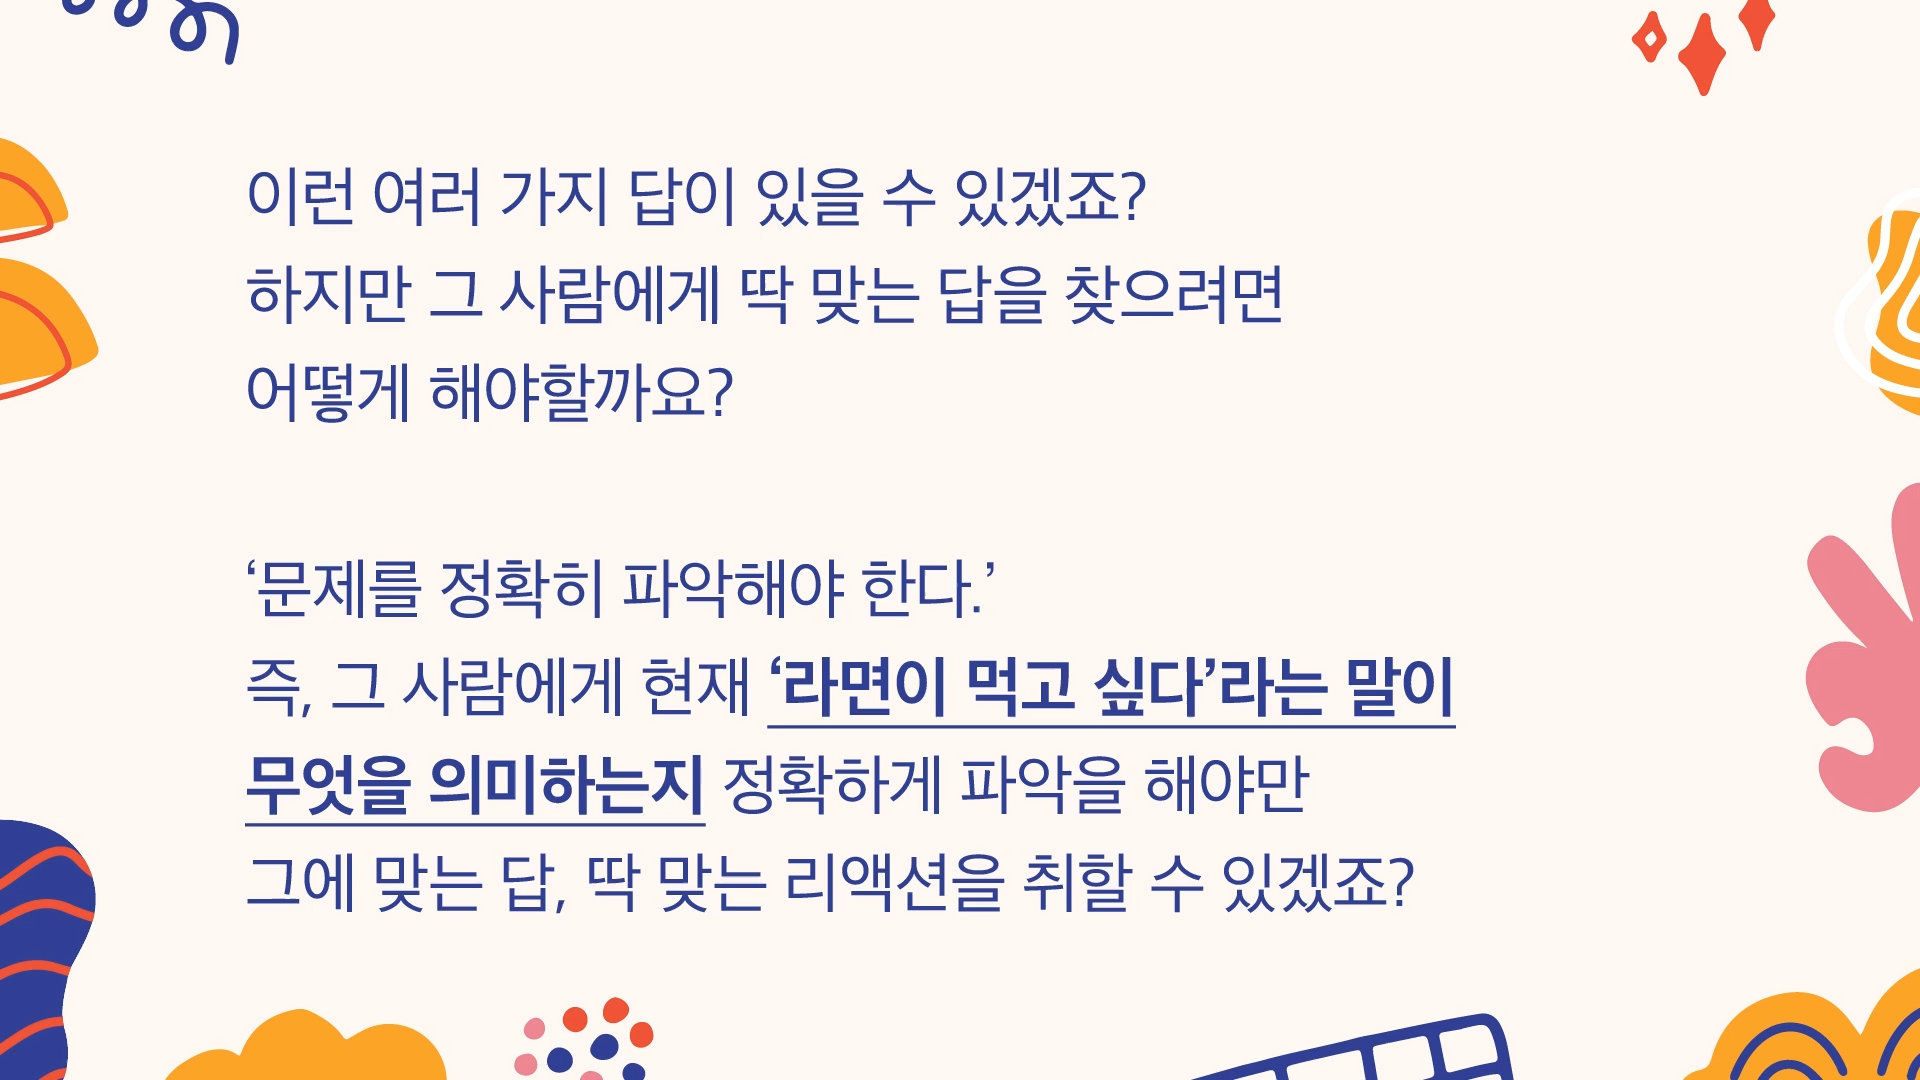 이런 여러 가지 답이 있을 수 있겠죠?
하지만 그 사람에게 딱 맞는 답을 찾으려면
어떻게 해야할까요?
‘문제를 정확히 파악해야 한다.’
즉, 그 사람에게 현재 ‘라면이 먹고 싶다’라는 말이
무엇을 의미하는지 정확하게 파악을 해야만
그에 맞는 답, 딱 맞는 리액션을 취할 수 있겠죠?